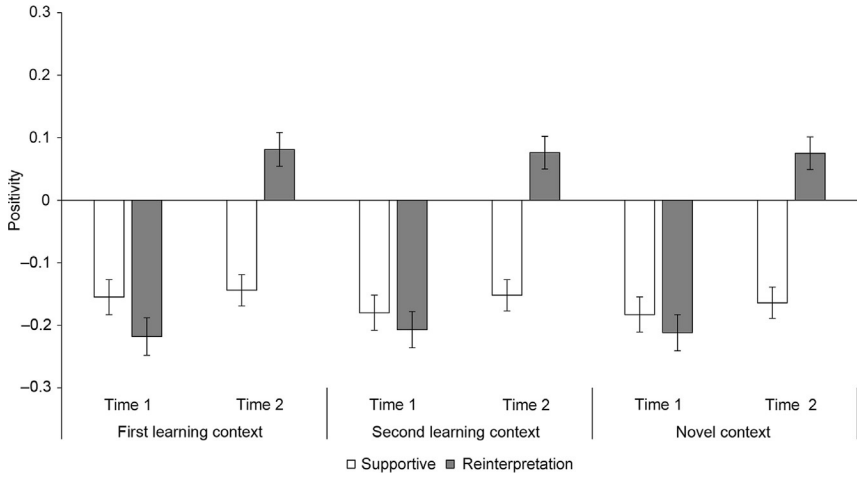 0.3
0.2
0.1
0
–0.1
–0.2
–0.3
Positivity
Time 1 Time 2 Time 1 Time 2 Time 1 Time 2
First learning context Second learning context Novel context
Supportive Reinterpretation